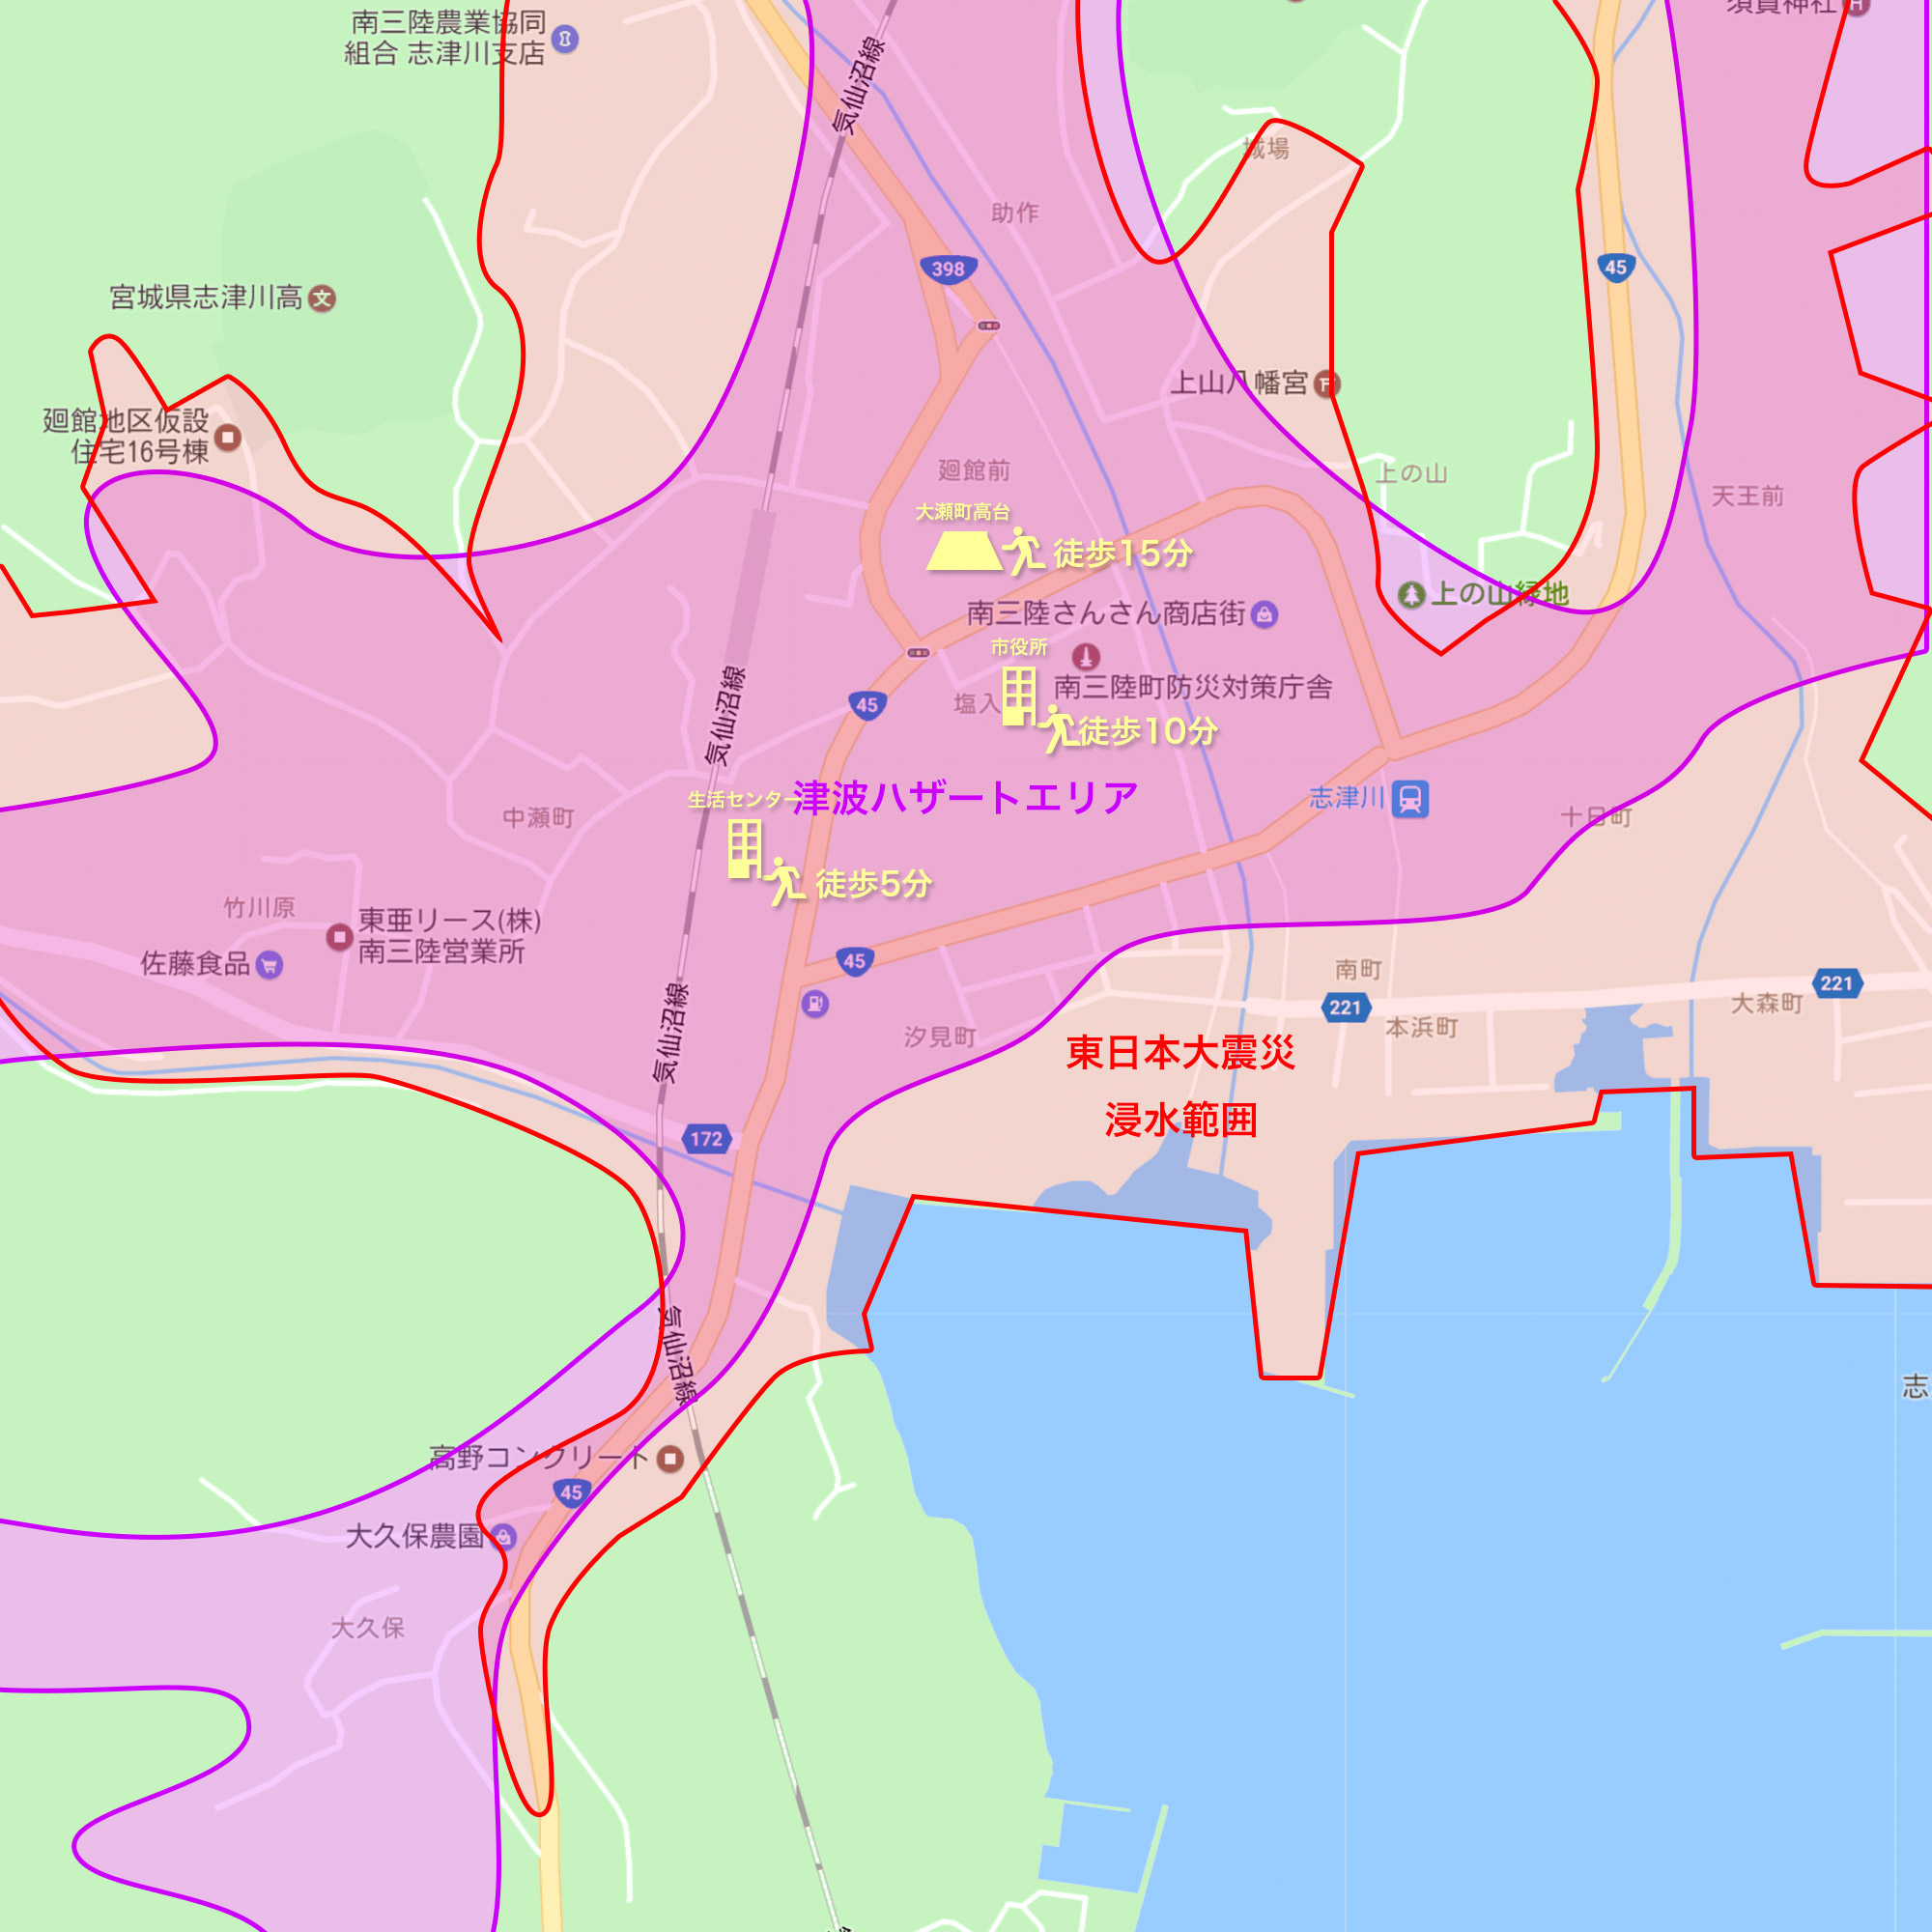 南三陸農業協同
組合 志津川支店
須賀神社
気仙沼線
城場
助作
398
45
宮城県志津川高
上山八幡宮
廻館地区仮設
住宅16号棟
廻館前
上の山
天王前
大瀬町高台
徒歩15分
上の山緑地
南三陸さんさん商店街
市役所
南三陸町防災対策庁舎
塩入
45
気仙沼線
徒歩10分
津波ハザートエリア
生活センター
志津川
中瀬町
十日町
徒歩5分
竹川原
東亜リース(株)
南三陸営業所
佐藤食品
45
南町
221
221
大森町
本浜町
汐見町
気仙沼線
東日本大震災
浸水範囲
172
気仙沼線
志
高野コンクリート
45
大久保農園
大久保